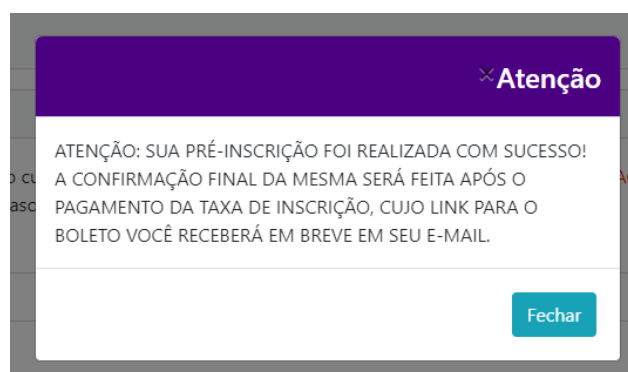 ×Atenção
ATENÇÃO: SUA PRÉ-INSCRIÇÃO FOI REALIZADA COM SUCESSO!
A CONFIRMAÇÃO FINAL DA MESMA SERÁ FEITA APÓS O
PAGAMENTO DA TAXA DE INSCRIÇÃO, CUJO LINK PARA O
BOLETO VOCÊ RECEBERÁ EM BREVE EM SEU E-MAIL.
Fechar